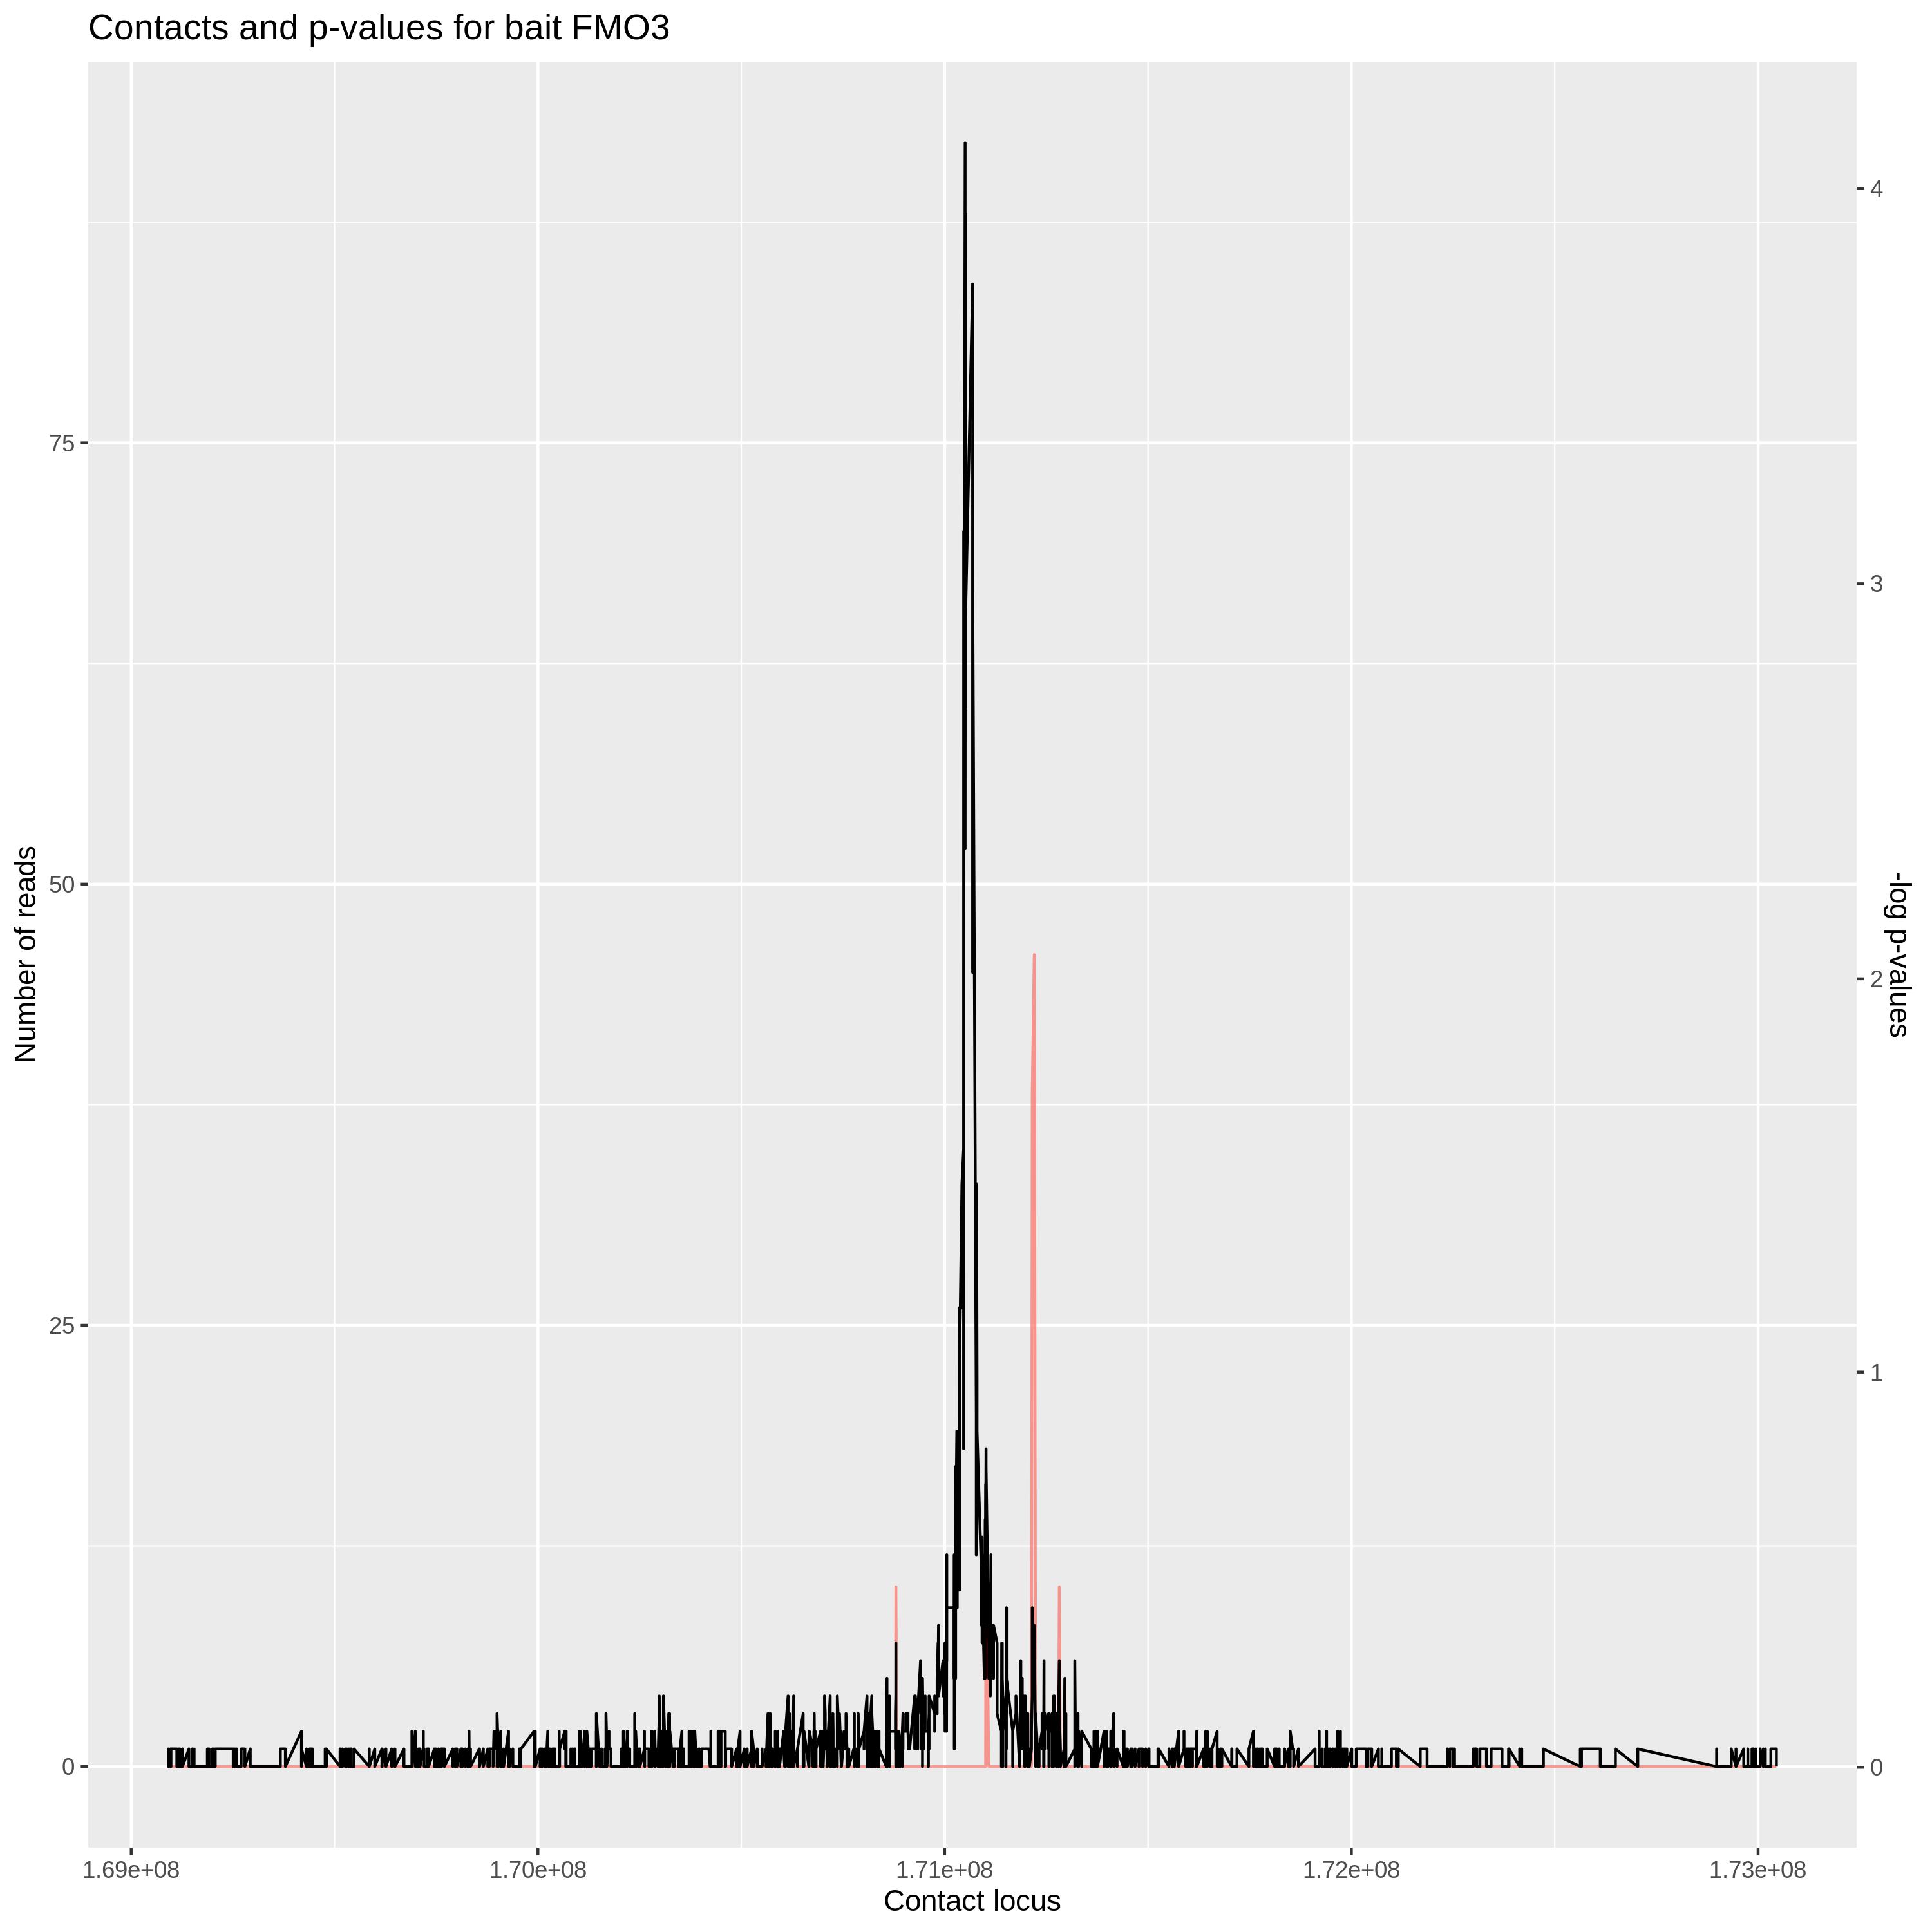 Contacts and p-values for bait FMO3
Number of reads
75
50
25
0
4
3
2
1
0
-log p-values
1.69e+08
1.70e+08
1.71e+08
1.72e+08
1.73e+08
Contact locus